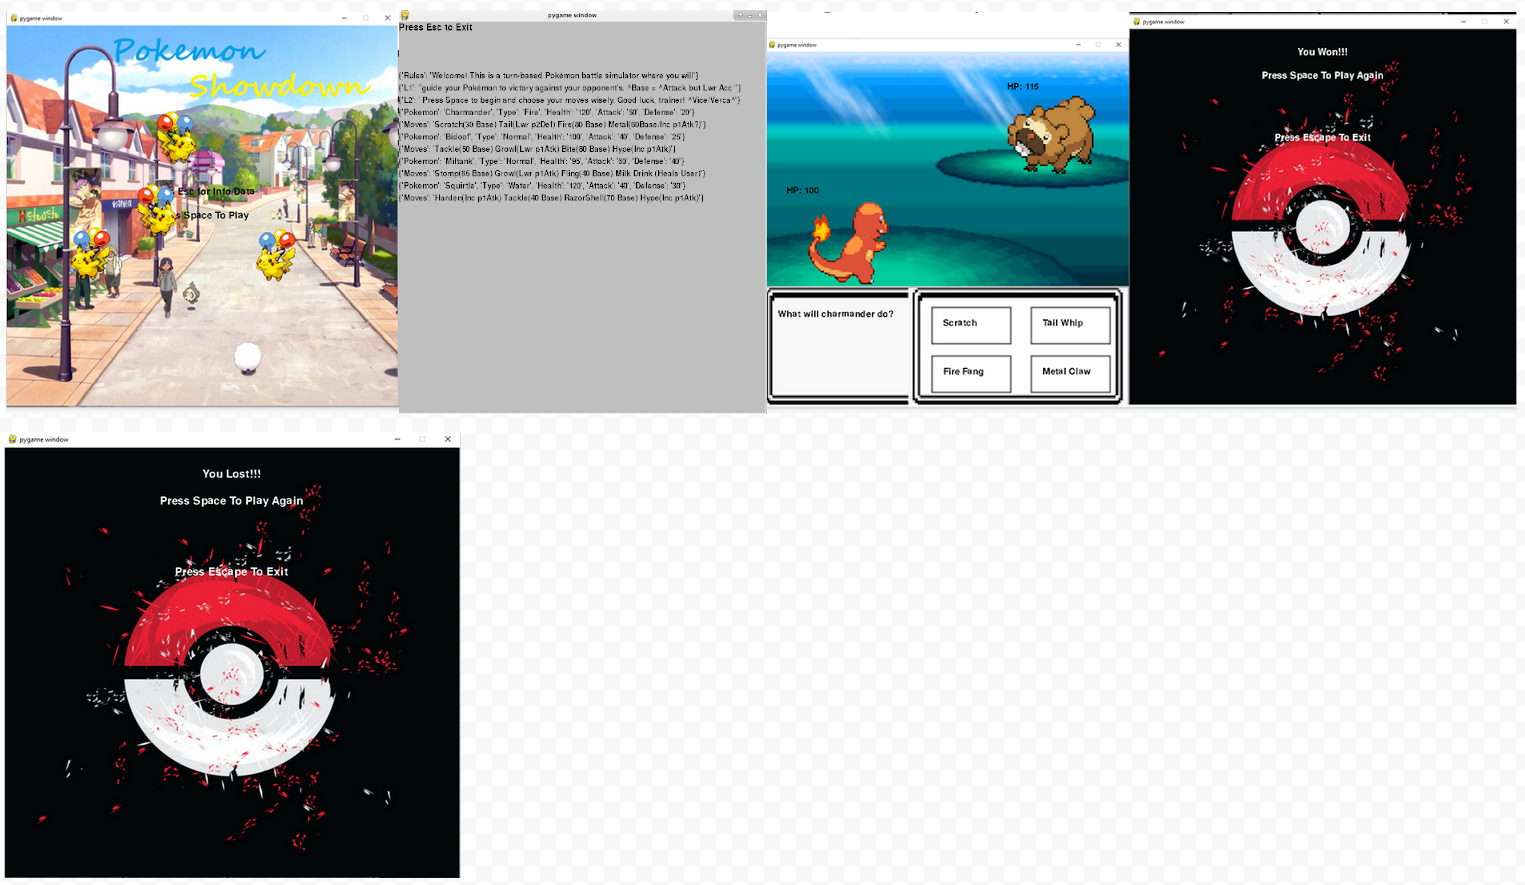 pygame window
Pokemon
Showdown
Esc for Info/Data
s Space To Play
pygame window
Press Esc to Exit
{'Rules': 'Welcome! This is a turn-based Pokémon battle simulator where you will'}
{'L1': "guide your Pokémon to victory against your opponent's. ^Base = ^Attack but Lwr Acc "}
{'L2': ' Press Space to begin and choose your moves wisely. Good luck, trainer! ^Vice Verca^'}
{'Pokemon': 'Charmander', 'Type': 'Fire', 'Health': '120', 'Attack': '50', 'Defense': '20'}
{'Moves': 'Scratch(30 Base) Tail(Lwr p2Def) Fire(80 Base) Metal(60BaseInc p1Atk?)'}
{'Pokemon': 'Bidoof', 'Type': 'Normal', 'Health': '100', 'Attack': '40', 'Defense': '25'}
{'Moves': 'Tackle(50 Base) Growl(Lwr p1Atk) Bite(60 Base) Hype(Inc p1Atk)'}
{'Pokemon': 'Miltank', 'Type': 'Normal', 'Health': '95', 'Attack': '60', 'Defense': '40'}
{'Moves': 'Stomp(65 Base) Growl(Lwr p1Atk) Fling(40 Base) Milk Drink (Heals User)'}
{'Pokemon': 'Squirtle', 'Type': 'Water', 'Health': '120', 'Attack': '40', 'Defense': '30'}
{'Moves': 'Harden(Inc p1Atk) Tackle(40 Base) RazorShell(70 Base) Hype(Inc p1Atk)'}
pygame window
HP: 115
HP: 100
What will charmander do?
Scratch
Tail Whip
Fire Fang
Metal Claw
pygame window
You Won!!!
Press Space To Play Again
Press Escape To Exit
pygame window
You Lost!!!
Press Space To Play Again
Press Escape To Exit